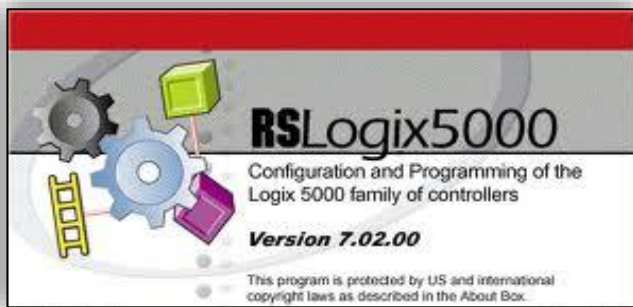 RSLogix5000
Configuration and Programming of the
Logix 5000 family of controllers
Version 7.02.00
This program is protected by US and international
copyright laws as described in the About Box.